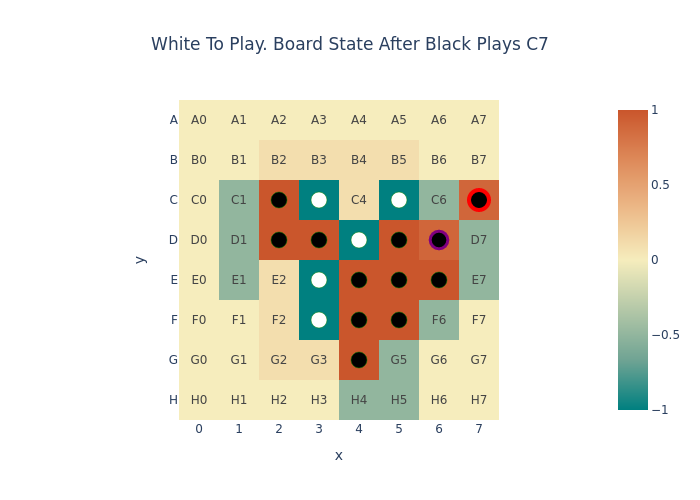 White To Play. Board State After Black Plays C7
A A0 A1 A2 A3 A4 A5 A6 A7
B B0 B1 B2 B3 B4 B5 B6 B7
C C0 C1 C4 C6
D D0 D1 D7
E E0 E1 E2 E7
F F0 F1 F2 F6 F7
G G0 G1 G2 G3 G5 G6 G7
H H0 H1 H2 H3 H4 H5 H6 H7
0 1 2 3 4 5 6 7
x
y
1
0.5
0
−0.5
−1